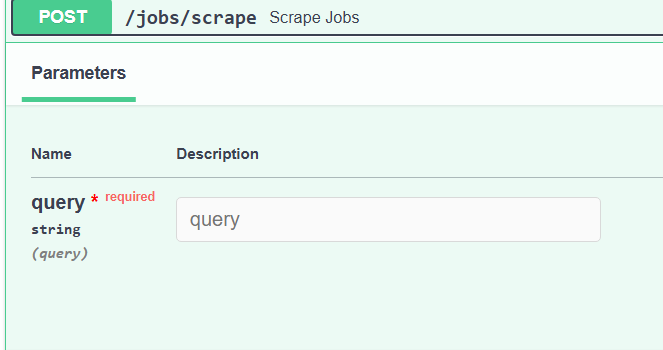 POST /jobs/scrape Scrape Jobs
Parameters
Name Description
query * required
string
(query)
query